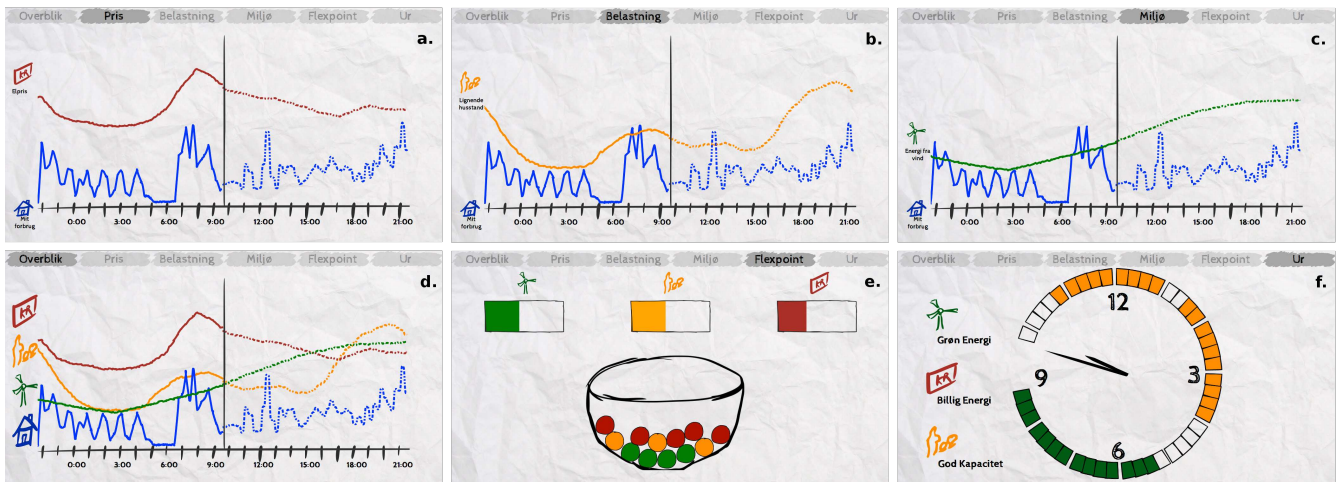 Overblik Pris Belastning Miljø Flexpoint Ur
a.
KR
Elpris
Mit
forbrug
0:00 3:00 6:00 9:00 12:00 15:00 18:00 21:00
Overblik Pris Belastning Miljø Flexpoint Ur
b.
Lignende
husstand
Mit
forbrug
0:00 3:00 6:00 9:00 12:00 15:00 18:00 21:00
Overblik Pris Belastning Miljø Flexpoint Ur
c.
Energi fra
vind
Mit
forbrug
0:00 3:00 6:00 9:00 12:00 15:00 18:00 21:00
Overblik Pris Belastning Miljø Flexpoint Ur
d.
KR
0:00 3:00 6:00 9:00 12:00 15:00 18:00 21:00
Overblik Pris Belastning Miljø Flexpoint Ur
e.
KR
Overblik Pris Belastning Miljø Flexpoint Ur
f.
12
Grøn Energi
KR
9
3
Billig Energi
6
God Kapacitet